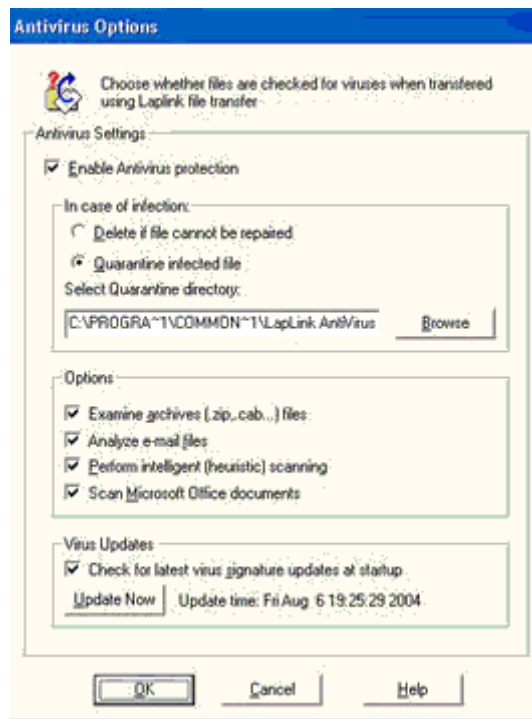 Antivirus Options
Choose whether files are checked for viruses when transferred
using Laplink file transfer
Antivirus Settings
Enable Antivirus protection
In case of infection:
Delete if file cannot be repaired
Quarantine infected file
Select Quarantine directory:
C:\PROGRA~1\COMMON~1\LapLink AntiVirus
Browse
Options
Examine archives (.zip,.cab...) files
Analyze e-mail files
Perform intelligent (heuristic) scanning
Scan Microsoft Office documents
Virus Updates
Check for latest virus signature updates at startup
Update Now Update time: Fri Aug 6 19:25:29 2004
OK Cancel Help